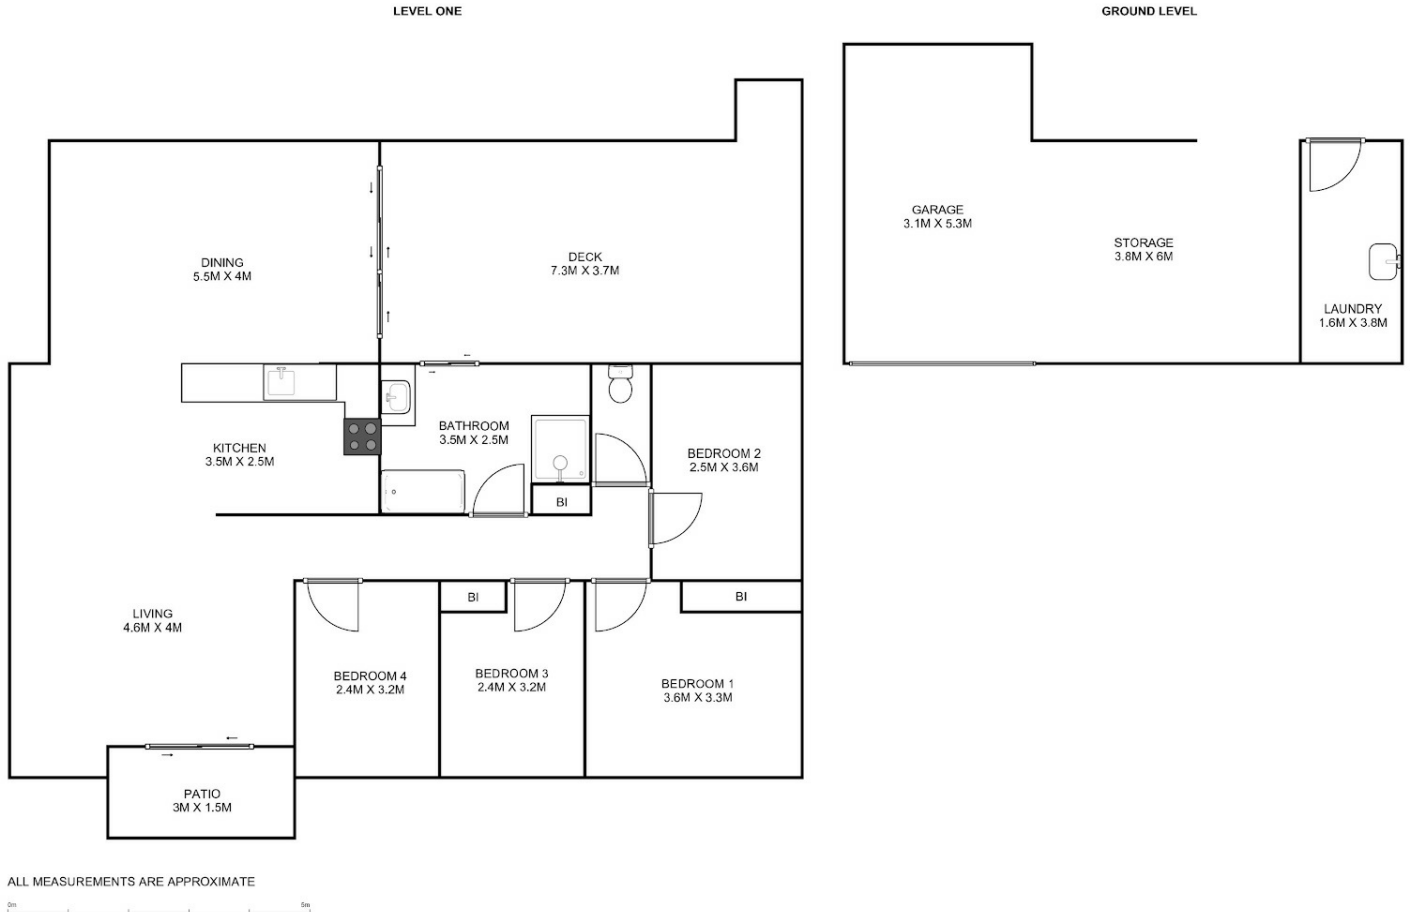 LEVEL ONE
GROUND LEVEL
DINING
5.5M X 4M
DECK
7.3M X 3.7M
GARAGE
3.1M X 5.3M
STORAGE
3.8M X 6M
LAUNDRY
1.6M X 3.8M
KITCHEN
3.5M X 2.5M
BATHROOM
3.5M X 2.5M
BI
BEDROOM 2
2.5M X 3.6M
LIVING
4.6M X 4M
BI
BI
BEDROOM 4
2.4M X 3.2M
BEDROOM 3
2.4M X 3.2M
BEDROOM 1
3.6M X 3.3M
PATIO
3M X 1.5M
ALL MEASUREMENTS ARE APPROXIMATE
0m 5m